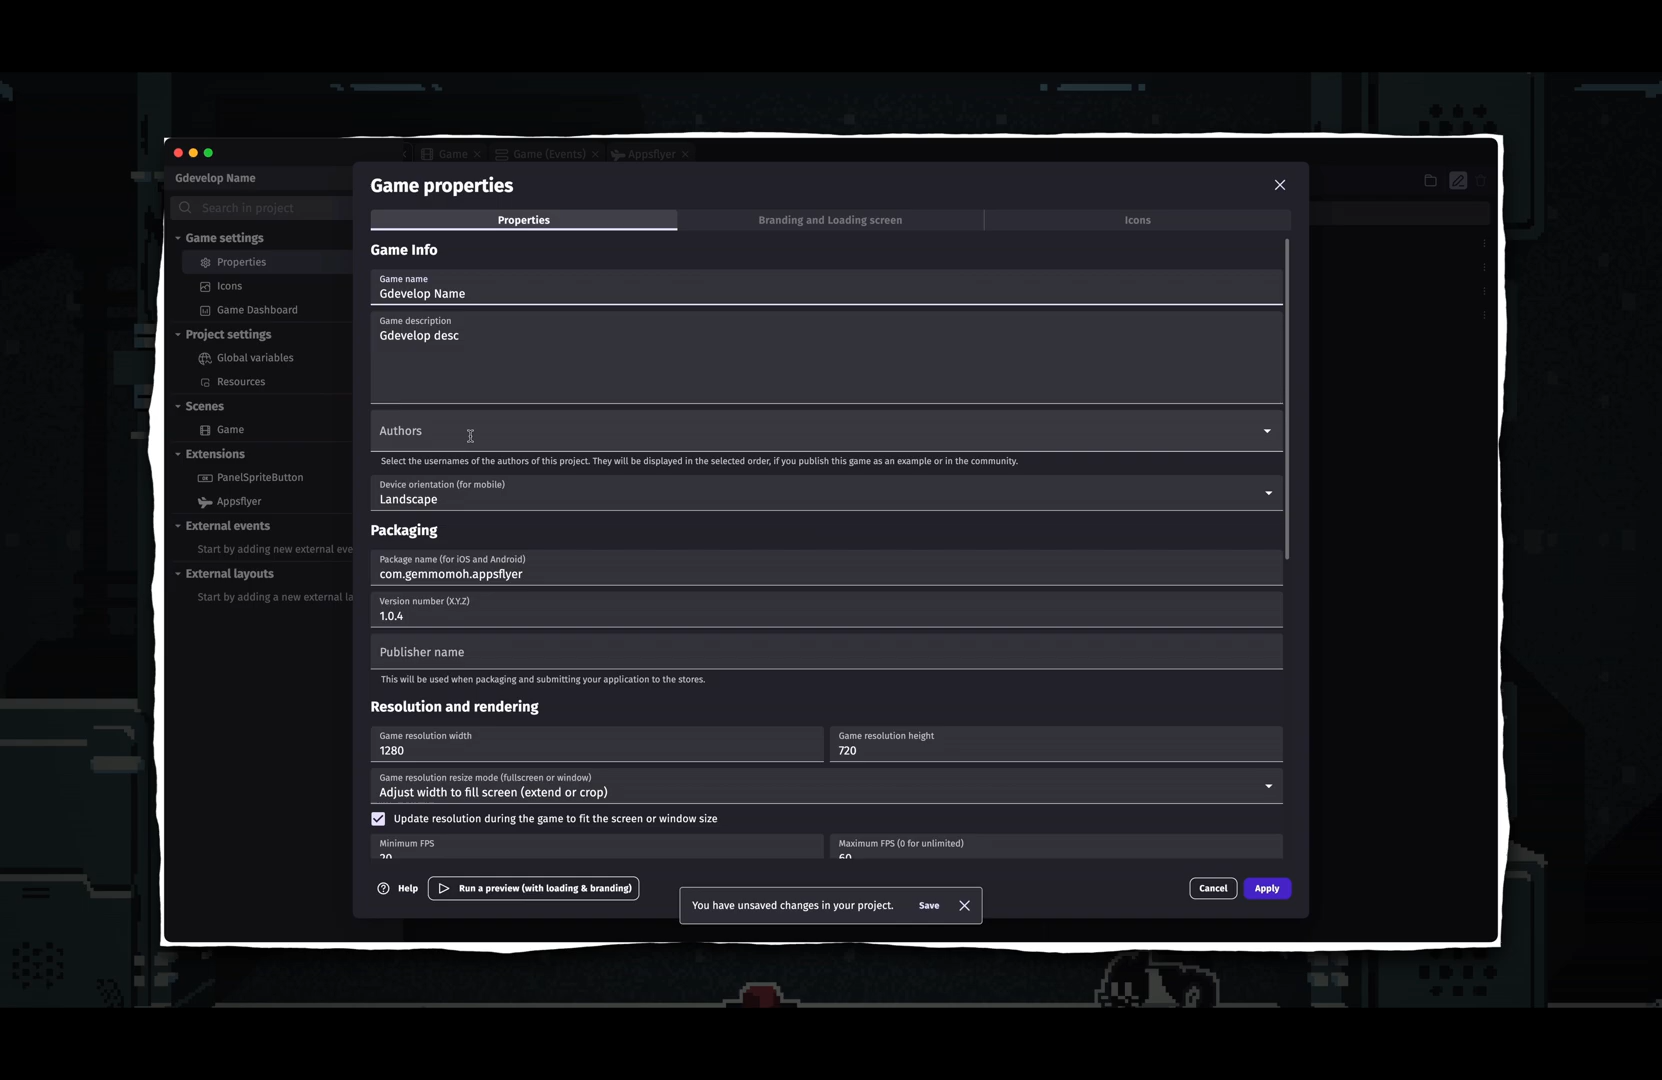 Game
Game (Events)
Appsflyer
Gdevelop Name
Search in project
Game settings
Properties
Icons
Game Dashboard
Project settings
Global variables
Resources
Scenes
Game
Extensions
PanelSpriteButton
Appsflyer
External events
Start by adding new external eve
External layouts
Start by adding a new external la
Game properties
Properties
Branding and Loading screen
Icons
Game Info
Game name
Gdevelop Name
Game description
Gdevelop desc
Authors
Select the usernames of the authors of this project. They will be displayed in the selected order, if you publish this game as an example or in the community.
Device orientation (for mobile)
Landscape
Packaging
Package name (for iOS and Android)
com.gemmomoh.appsflyer
Version number (X.Y.Z)
1.0.4
Publisher name
This will be used when packaging and submitting your application to the stores.
Resolution and rendering
Game resolution width
1280
Game resolution height
720
Game resolution resize mode (fullscreen or window)
Adjust width to fill screen (extend or crop)
Update resolution during the game to fit the screen or window size
Minimum FPS
20
Maximum FPS (0 for unlimited)
60
Help
Run a preview (with loading & branding)
Cancel
Apply
You have unsaved changes in your project.
Save